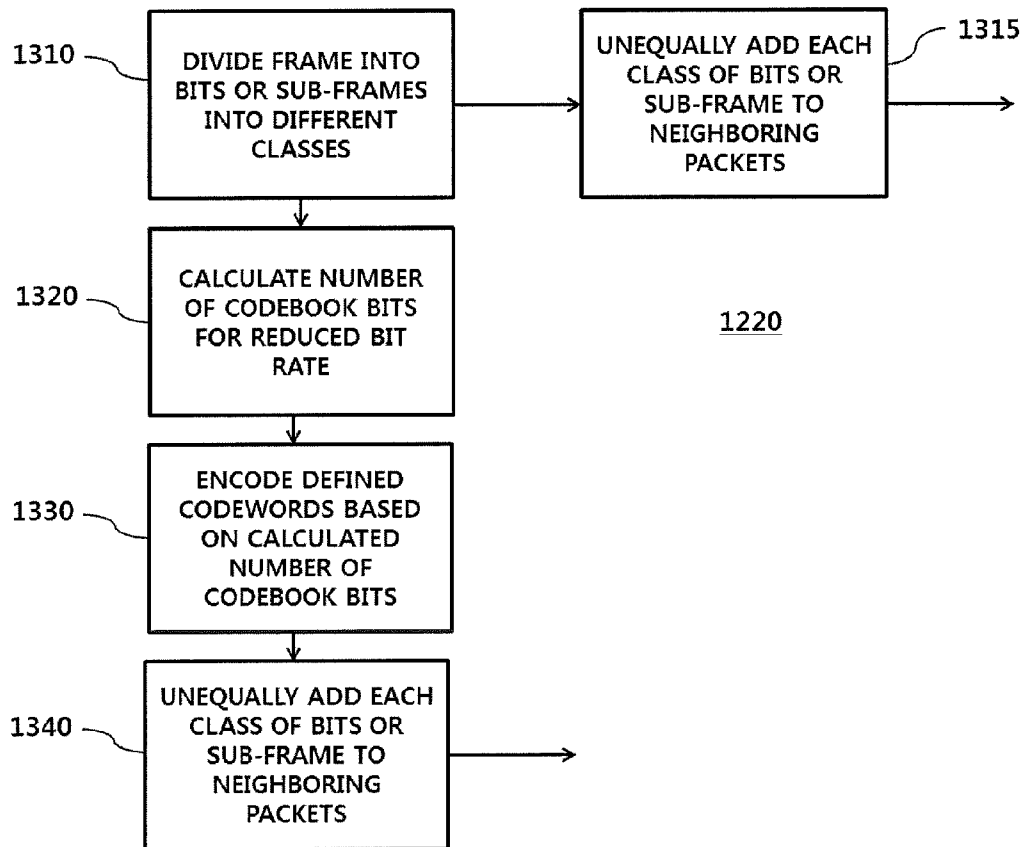 1310
DIVIDE FRAME INTO
BITS OR SUB-FRAMES
INTO DIFFERENT
CLASSES
UNEQUALLY ADD EACH
CLASS OF BITS OR
SUB-FRAME TO
NEIGHBORING
PACKETS
1315
1320
CALCULATE NUMBER
OF CODEBOOK BITS
FOR REDUCED BIT
RATE
1220
1330
ENCODE DEFINED
CODEWORDS BASED
ON CALCULATED
NUMBER OF
CODEBOOK BITS
1340
UNEQUALLY ADD EACH
CLASS OF BITS OR
SUB-FRAME TO
NEIGHBORING
PACKETS